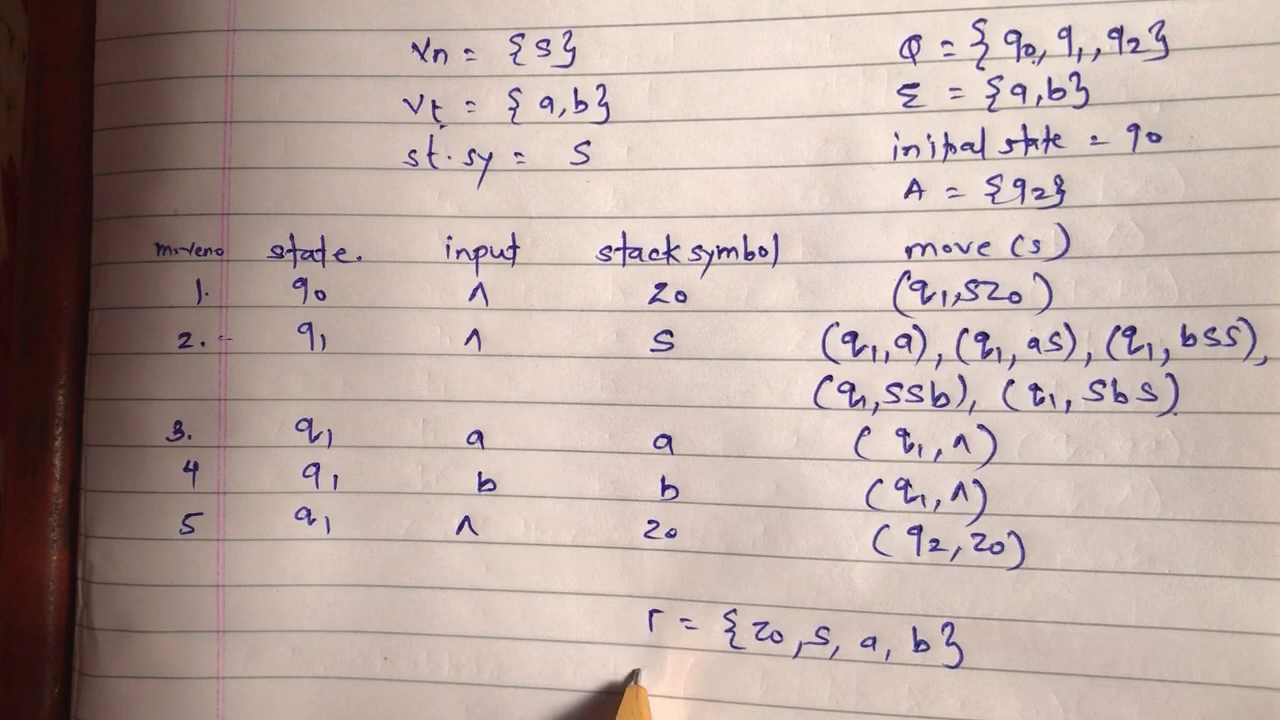 Vn = {S} Q = {q0, q1, q2}
Vt = {a,b} Σ = {a,b}
st.sy = S initial state = q0
A = {q2}
moveno state. input stack symbol move(s)
1. q0 ^ z0 (q1,Sz0)
2. q1 ^ S (q1,a), (q1,aS), (q1,bSS),
(q1,SSb), (q1,SbS)
3. q1 a a (q1,^)
4 q1 b b (q1,^)
5 q1 ^ z0 (q2,z0)
Γ = {z0,S,a,b}